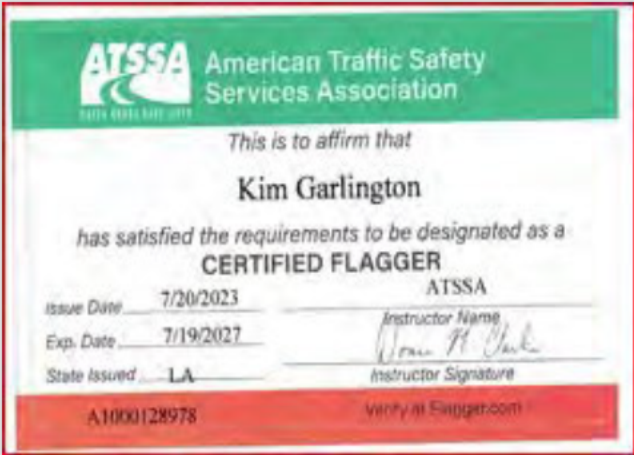 ATSSA
American Traffic Safety
Services Association
This is to affirm that
Kim Garlington
has satisfied the requirements to be designated as a
CERTIFIED FLAGGER
Issue Date 7/20/2023
ATSSA
Instructor Name
Exp. Date 7/19/2027
State Issued LA
Instructor Signature
A1000128978
Verify at Flagger.com